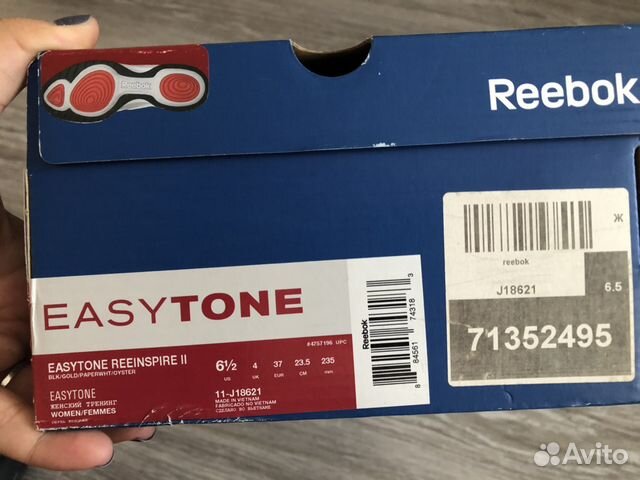 Reebok
Reebok
EASYTONE
#4757196 UPC
EASYTONE REEINSPIRE II
BLK/GOLD/PAPERWHT/OYSTER
6½ 4 37 23.5 235
US UK EUR CM mm
EASYTONE
ЖЕНСКИЙ ТРЕНИНГ
WOMEN/FEMMES
11-J18621
MADE IN VIETNAM
FABRICADO NO VIETNAM
СДЕЛАНО ВО ВЬЕТНАМЕ
Reebok
8 84561 74318 3
Ж
reebok
J18621
6.5
71352495
Avito